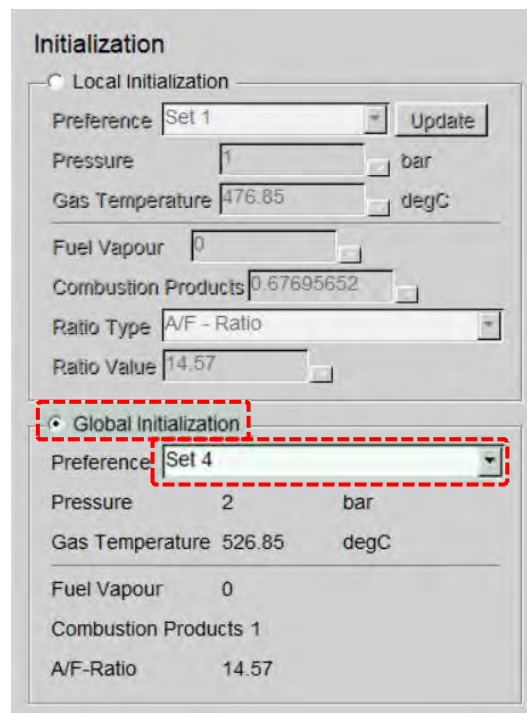 Initialization
Local Initialization
Preference Set 1 Update
Pressure 1 bar
Gas Temperature 476.85 degC
Fuel Vapour 0
Combustion Products 0.67695652
Ratio Type A/F - Ratio
Ratio Value 14.57
Global Initialization
Preference Set 4
Pressure 2 bar
Gas Temperature 526.85 degC
Fuel Vapour 0
Combustion Products 1
A/F-Ratio 14.57